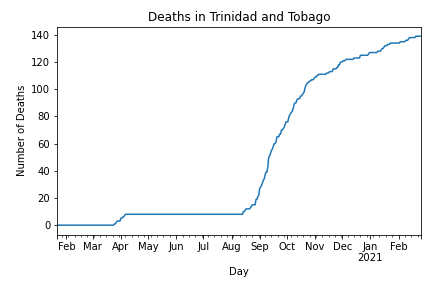 Deaths in Trinidad and Tobago
Number of Deaths
140
120
100
80
60
40
20
0
Feb Mar Apr May Jun Jul Aug Sep Oct Nov Dec Jan Feb
2021
Day